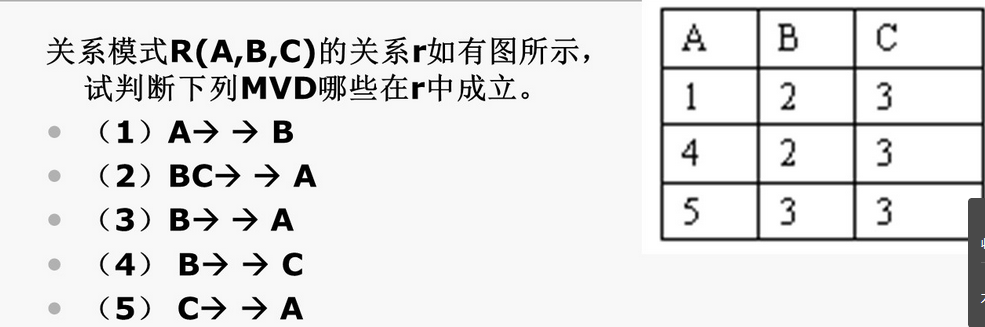 关系模式R(A,B,C)的关系r如有图所示,
试判断下列MVD哪些在r中成立。
（1）A→ → B
（2）BC→ → A
（3）B→ → A
（4） B→ → C
（5） C→ → A
A B C
1 2 3
4 2 3
5 3 3